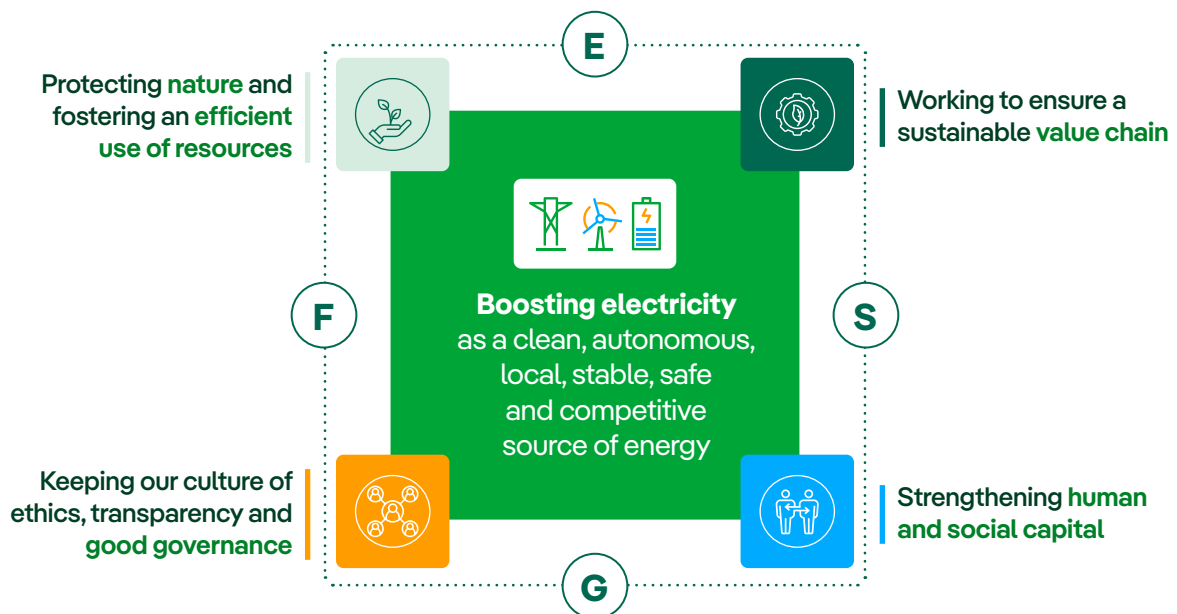 E
Protecting nature and
fostering an efficient
use of resources
Working to ensure a
sustainable value chain
F
Boosting electricity
as a clean, autonomous,
local, stable, safe
and competitive
source of energy
S
Keeping our culture of
ethics, transparency and
good governance
Strengthening human
and social capital
G